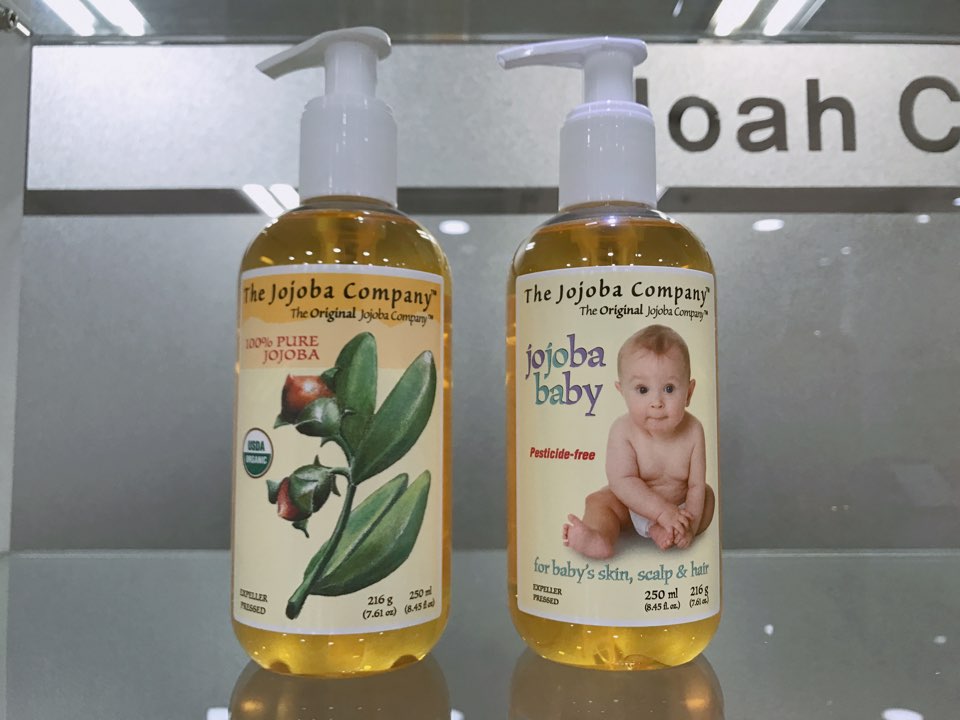 Joah C
The Jojoba Company™
The Original Jojoba Company™
100% PURE
JOJOBA
USDA
ORGANIC
EXPELLER
PRESSED
216 g
(7.61 oz)
250 ml
(8.45 fl oz)
The Jojoba Company™
The Original Jojoba Company™
jojoba
baby
Pesticide-free
for baby's skin, scalp & hair
EXPELLER
PRESSED
250 ml
(8.45 fl oz.)
216 g
(7.61 oz.)